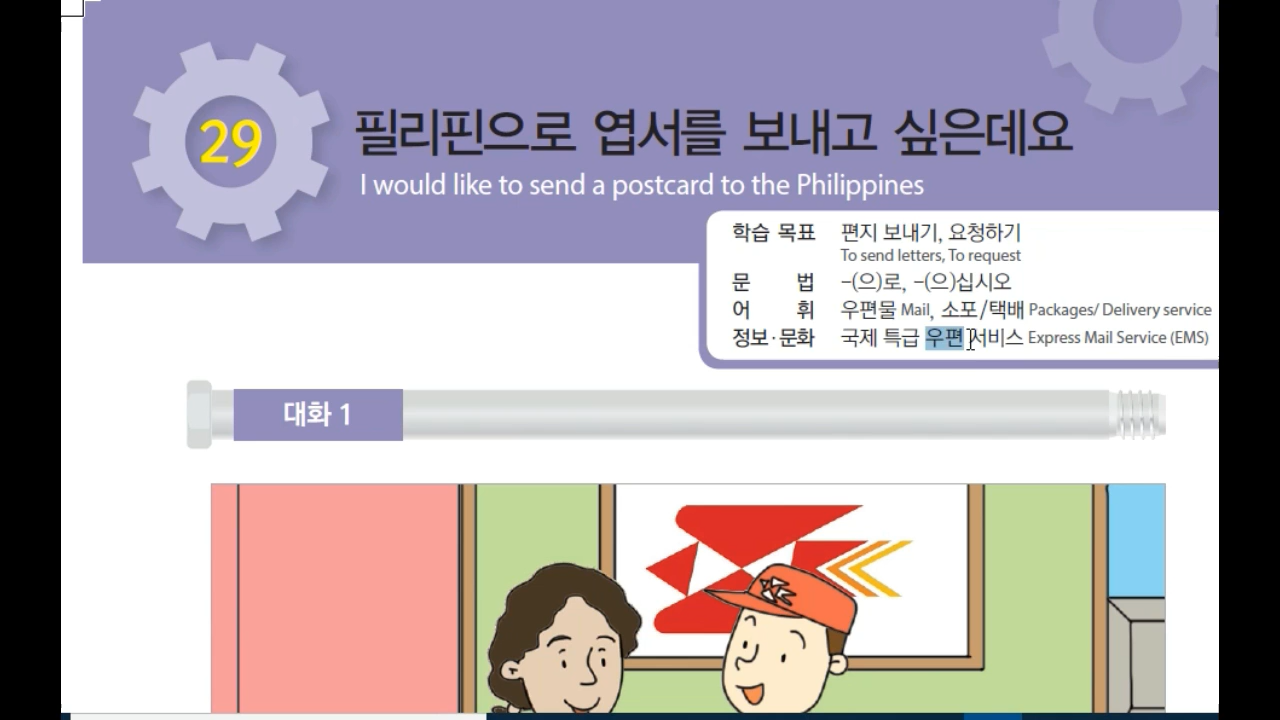 29
필리핀으로 엽서를 보내고 싶은데요
I would like to send a postcard to the Philippines
학습 목표 편지 보내기, 요청하기
To send letters, To request
문 법 -(으)로, -(으)십시오
어 휘 우편물 Mail, 소포/택배 Packages/ Delivery service
정보·문화 국제 특급 우편 서비스 Express Mail Service (EMS)
대화 1